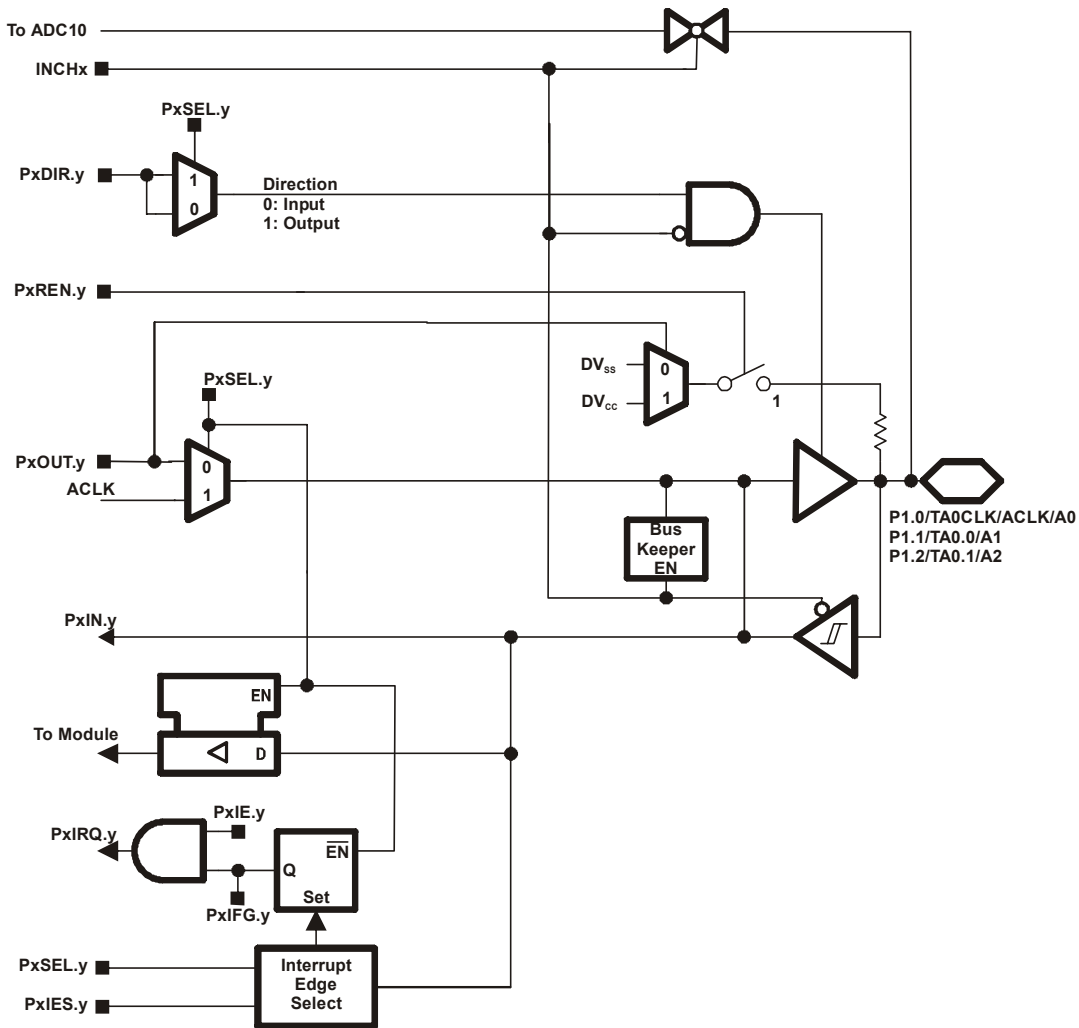 To ADC10
INCHx
PxSEL.y
PxDIR.y
1
0
Direction
0: Input
1: Output
PxREN.y
DVss
DVcc
0
1
1
PxSEL.y
PxOUT.y
ACLK
0
1
Bus
Keeper
EN
P1.0/TA0CLK/ACLK/A0
P1.1/TA0.0/A1
P1.2/TA0.1/A2
PxIN.y
EN
To Module
D
PxIE.y
PxIRQ.y
EN
Q
Set
PxIFG.y
PxSEL.y
PxIES.y
Interrupt
Edge
Select